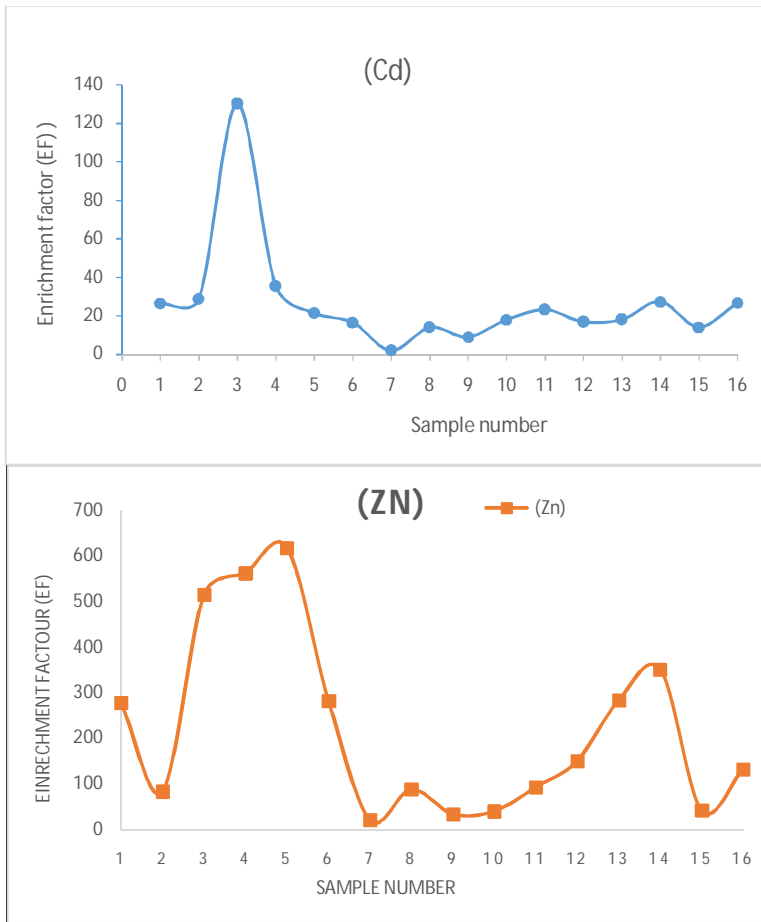 (Cd)
Enrichment factor (EF) )
140
120
100
80
60
40
20
0
0 1 2 3 4 5 6 7 8 9 10 11 12 13 14 15 16
Sample number
(ZN)
(Zn)
EINRECHMENT FACTOUR (EF)
700
600
500
400
300
200
100
0
1 2 3 4 5 6 7 8 9 10 11 12 13 14 15 16
SAMPLE NUMBER